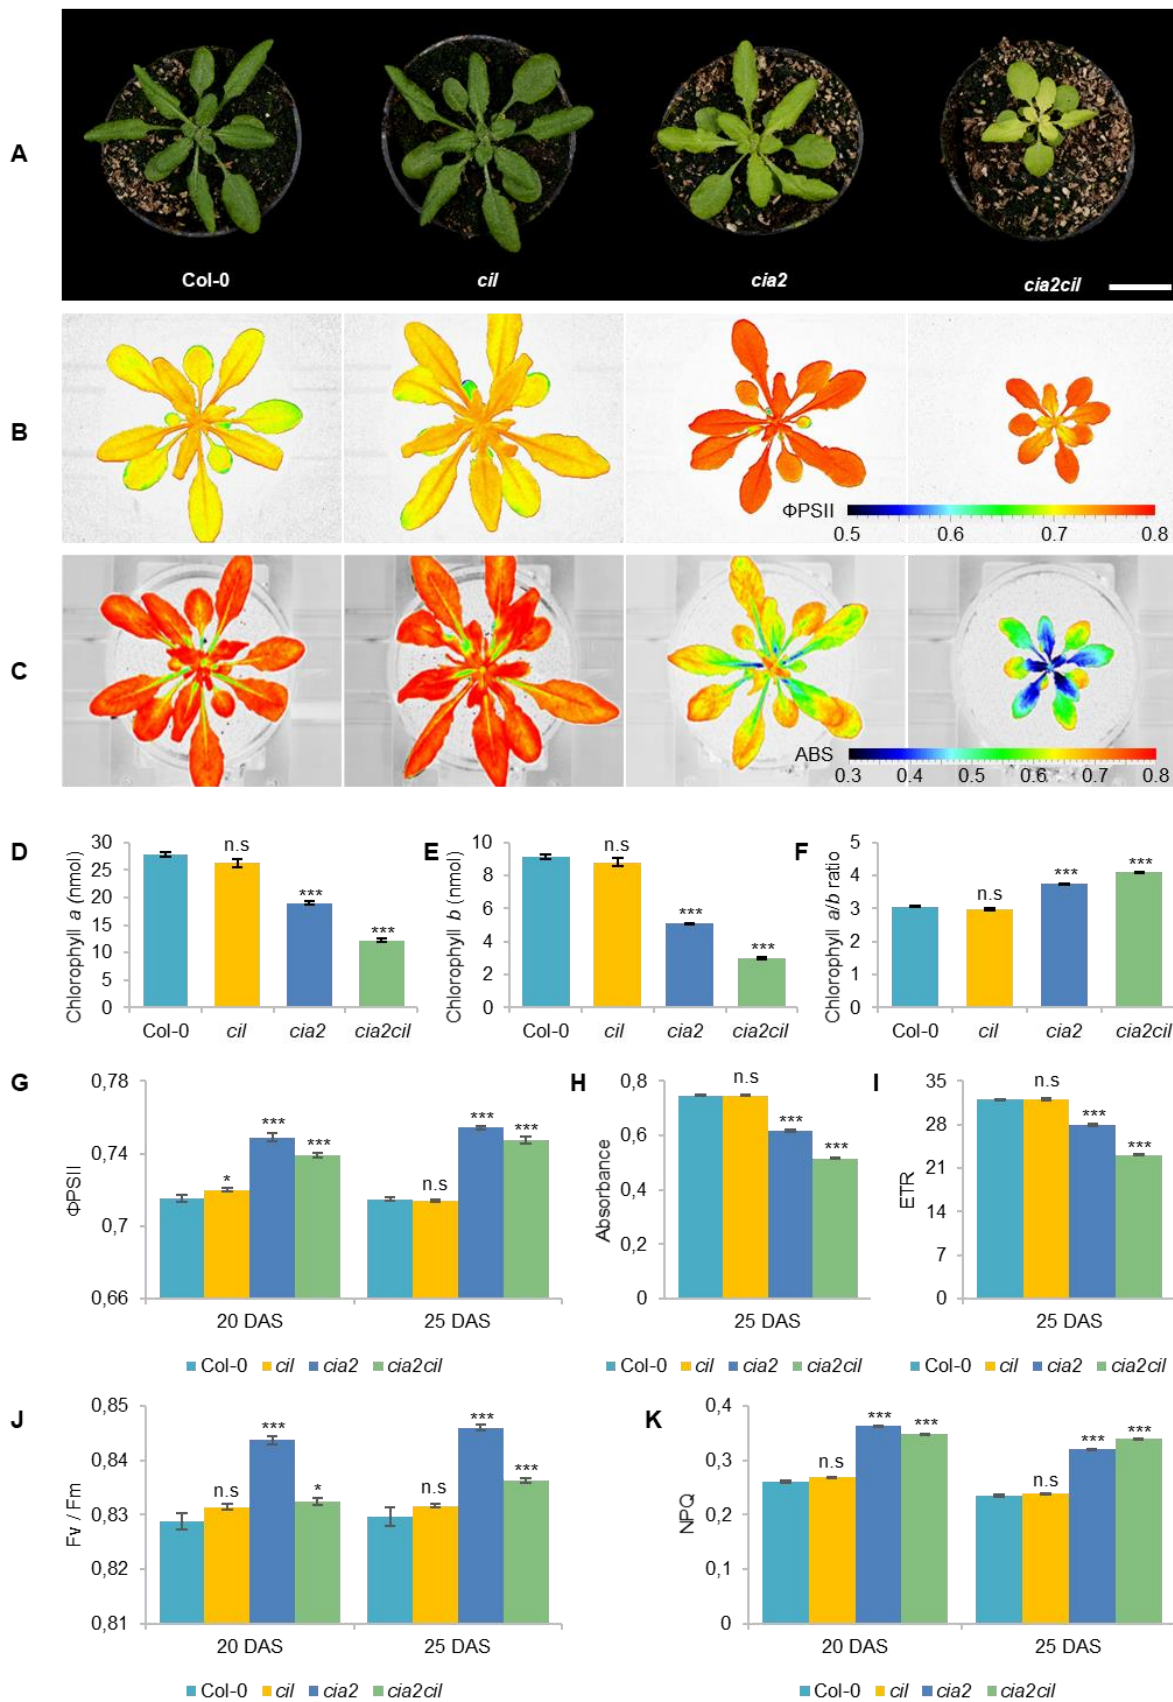 A
Col-0 cil cia2 cia2cil
B
ΦPSII
0.5 0.6 0.7 0.8
C
ABS
0.3 0.4 0.5 0.6 0.7 0.8
D
Chlorophyll a (nmol)
30
25
20
15
10
5
0
n.s
***
***
Col-0 cil cia2 cia2cil
E
Chlorophyll b (nmol)
10
8
6
4
2
0
n.s
***
***
Col-0 cil cia2 cia2cil
F
Chlorophyll a/b ratio
5
4
3
2
1
0
n.s
***
***
Col-0 cil cia2 cia2cil
G
ΦPSII
0,78
0,74
0,7
0,66
*
***
***
n.s
***
***
20 DAS 25 DAS
Col-0 cil cia2 cia2cil
H
Absorbance
0,8
0,6
0,4
0,2
0
n.s
***
***
25 DAS
Col-0 cil cia2 cia2cil
I
ETR
35
28
21
14
7
0
n.s
***
***
25 DAS
Col-0 cil cia2 cia2cil
J
Fv / Fm
0,85
0,84
0,83
0,82
0,81
n.s
***
*
n.s
***
***
20 DAS 25 DAS
Col-0 cil cia2 cia2cil
K
NPQ
0,4
0,3
0,2
0,1
0
n.s
***
***
n.s
***
***
20 DAS 25 DAS
Col-0 cil cia2 cia2cil